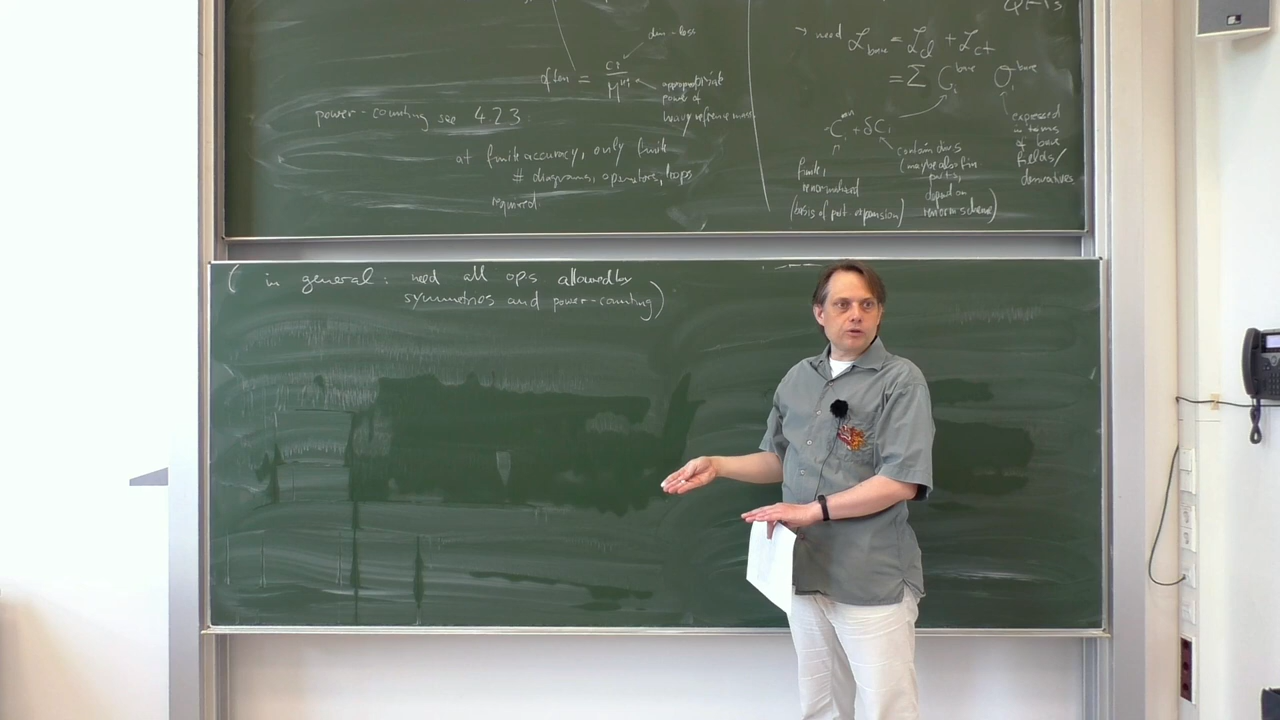 dim.-less
often = ci / M
appropriate
power of
heavy reference mass
power-counting see 4.2.3:
at finite accuracy, only finite
# diagrams, operators, loops
required
QFTs
→ need L_bare = L_cl + L_ct
= Σ C_i^bare O_i^bare
C_i^ren + δC_i
finite,
renormalized
(basis of pert. expansion)
contain divs
(maybe also fin
parts,
depend on
renorm scheme)
expressed
in terms
of bare
fields/
derivatives
( in general: need all ops allowed by
symmetries and power-counting)